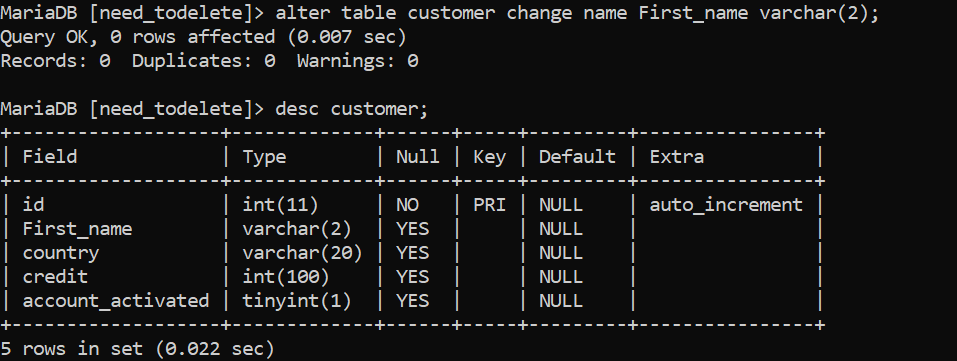 MariaDB [need_todelete]> alter table customer change name First_name varchar(2);
Query OK, 0 rows affected (0.007 sec)
Records: 0  Duplicates: 0  Warnings: 0

MariaDB [need_todelete]> desc customer;
+-------------------+-------------+------+-----+---------+----------------+
| Field             | Type        | Null | Key | Default | Extra          |
+-------------------+-------------+------+-----+---------+----------------+
| id                | int(11)     | NO   | PRI | NULL    | auto_increment |
| First_name        | varchar(2)  | YES  |     | NULL    |                |
| country           | varchar(20) | YES  |     | NULL    |                |
| credit            | int(100)    | YES  |     | NULL    |                |
| account_activated | tinyint(1)  | YES  |     | NULL    |                |
+-------------------+-------------+------+-----+---------+----------------+
5 rows in set (0.022 sec)